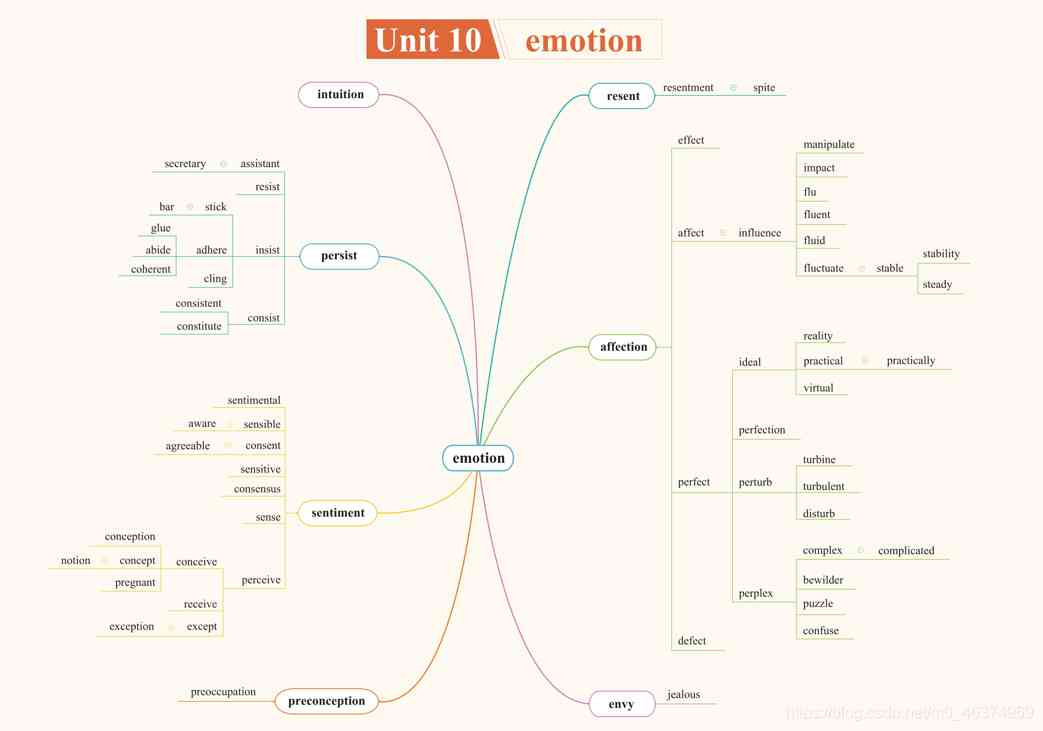 Unit 10 emotion
intuition
resent
resentment
spite
secretary
assistant
resist
bar
stick
glue
abide
adhere
insist
coherent
cling
consistent
constitute
consist
persist
effect
affect
influence
manipulate
impact
flu
fluent
fluid
fluctuate
stable
stability
steady
affection
ideal
reality
practical
practically
virtual
perfection
perfect
perturb
turbine
turbulent
disturb
perplex
complex
complicated
bewilder
puzzle
confuse
defect
emotion
sentimental
aware
sensible
agreeable
consent
sensitive
consensus
sense
sentiment
conception
notion
concept
conceive
pregnant
perceive
receive
exception
except
preoccupation
preconception
envy
jealous
https://blog.csdn.net/m0_46374969